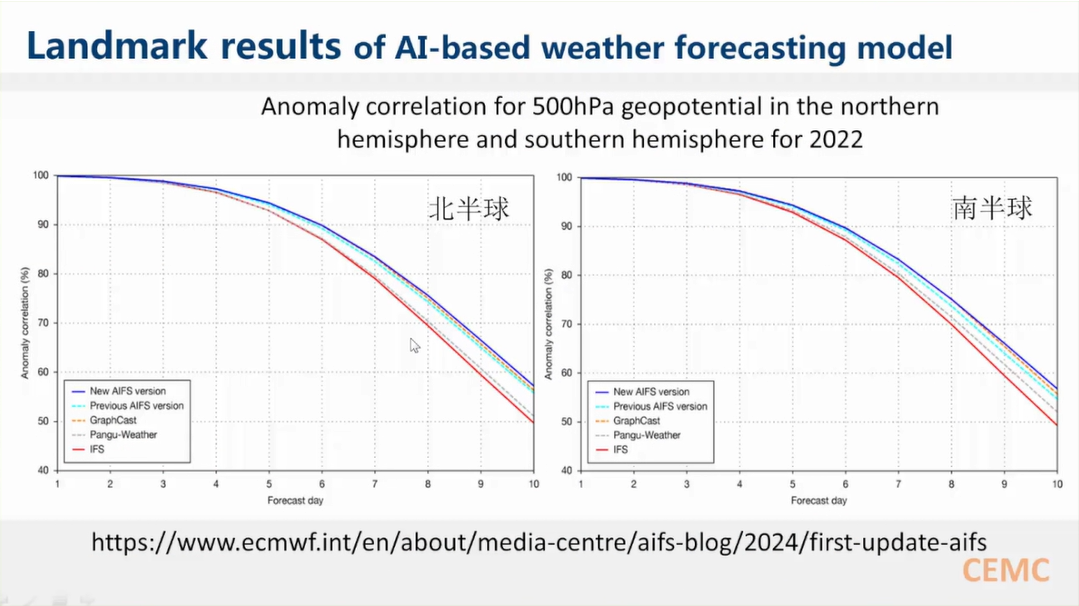 Landmark results of AI-based weather forecasting model
Anomaly correlation for 500hPa geopotential in the northern
hemisphere and southern hemisphere for 2022
100
90
80
70
60
50
40
Anomaly correlation (%)
北半球
New AIFS version
Previous AIFS version
GraphCast
Pangu-Weather
IFS
1 2 3 4 5 6 7 8 9 10
Forecast day
100
90
80
70
60
50
40
Anomaly correlation (%)
南半球
New AIFS version
Previous AIFS version
GraphCast
Pangu-Weather
IFS
1 2 3 4 5 6 7 8 9 10
Forecast day
https://www.ecmwf.int/en/about/media-centre/aifs-blog/2024/first-update-aifs
CEMC